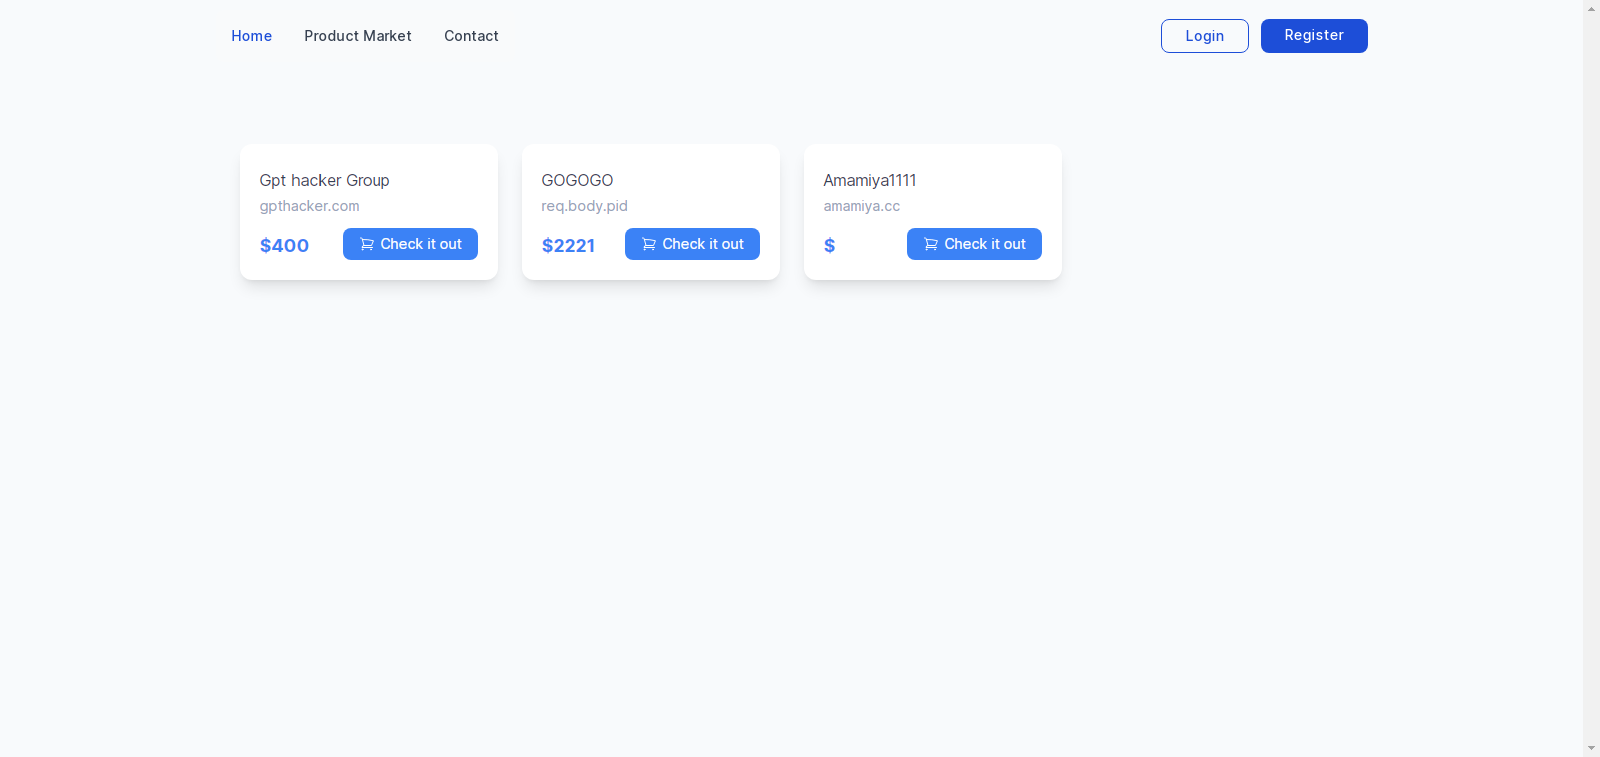 Home Product Market Contact Login Register
Gpt hacker Group
gpthacker.com
$400 Check it out
GOGOGO
req.body.pid
$2221 Check it out
Amamiya1111
amamiya.cc
$ Check it out